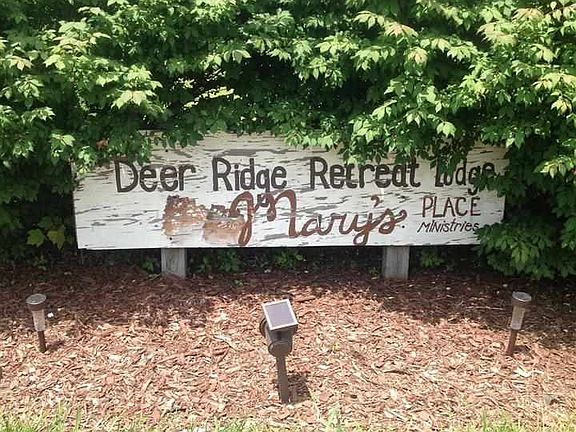 Deer Ridge Retreat Lodge
Mary's PLACE
Ministries